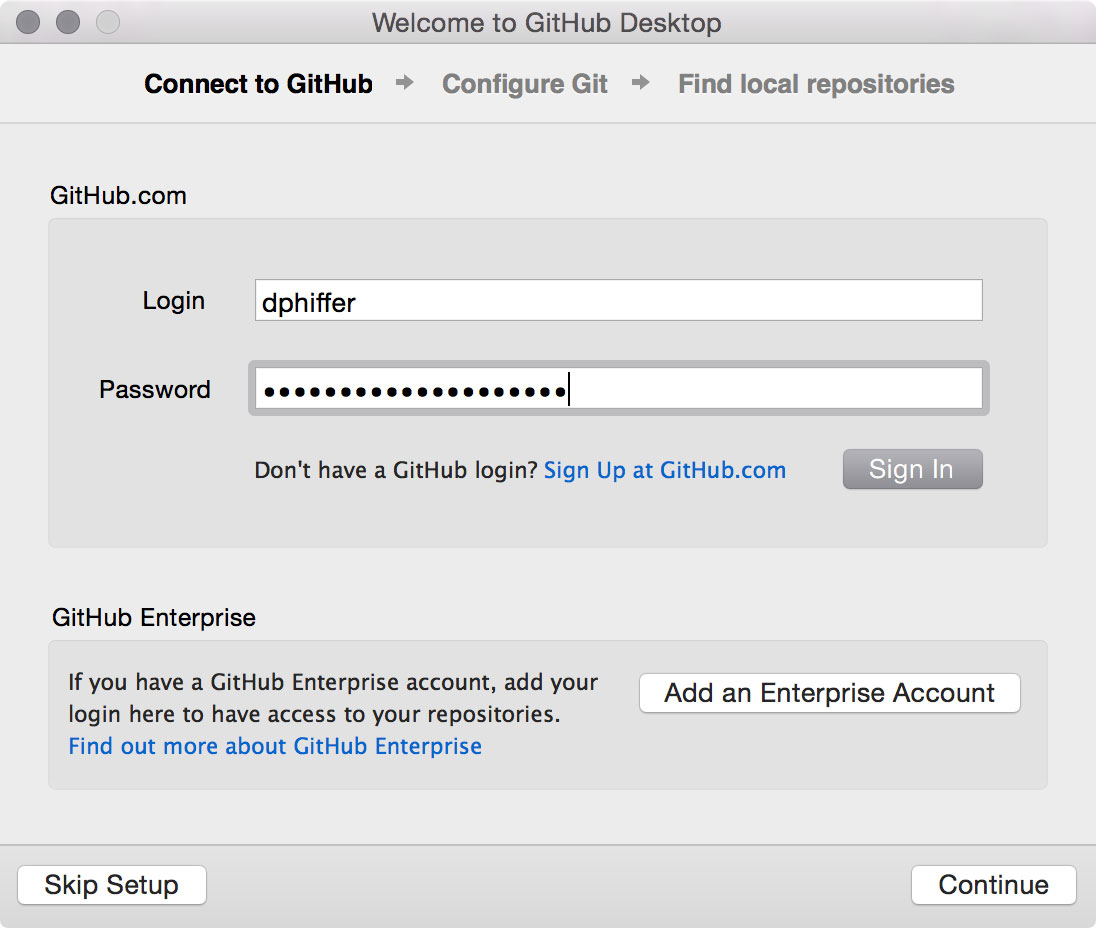 Welcome to GitHub Desktop
Connect to GitHub → Configure Git → Find local repositories
GitHub.com
Login dphiffer
Password ••••••••••••••••••••
Don't have a GitHub login? Sign Up at GitHub.com Sign In
GitHub Enterprise
If you have a GitHub Enterprise account, add your
login here to have access to your repositories.
Find out more about GitHub Enterprise
Add an Enterprise Account
Skip Setup Continue